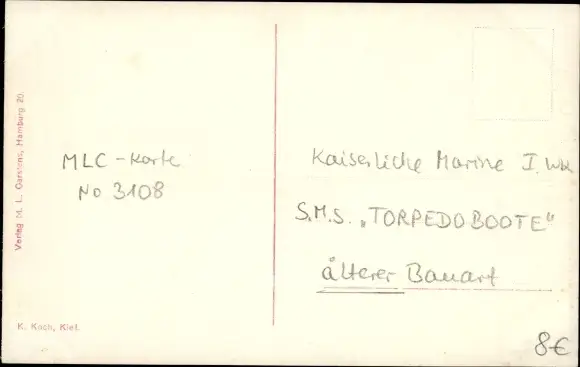 Verlag M. L. Carstens, Hamburg 20.
MLC-Karte
No 3108
K. Koch, Kiel.
Kaiserliche Marine I. WK
S.M.S. „TORPEDOBOOTE"
älterer Bauart
8€